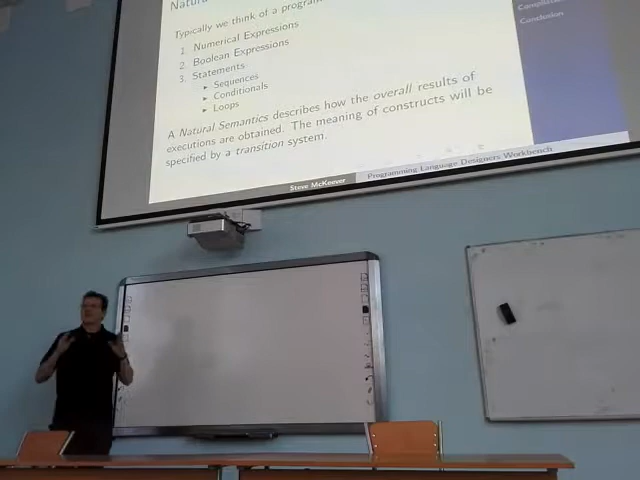 Natural
Typically we think of a program
1. Numerical Expressions
2. Boolean Expressions
3. Statements
▸ Sequences
▸ Conditionals
▸ Loops
A Natural Semantics describes how the overall results of
executions are obtained. The meaning of constructs will be
specified by a transition system.
Steve McKeever
Programming Language Designers Workbench
Conclusion